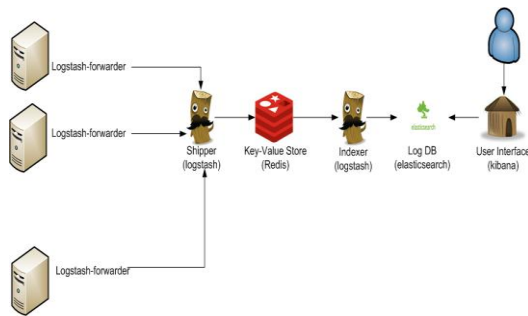 Logstash-forwarder
Logstash-forwarder
Shipper
(logstash)
Key-Value Store
(Redis)
Indexer
(logstash)
elasticsearch
Log DB
(elasticsearch)
User Interface
(kibana)
Logstash-forwarder